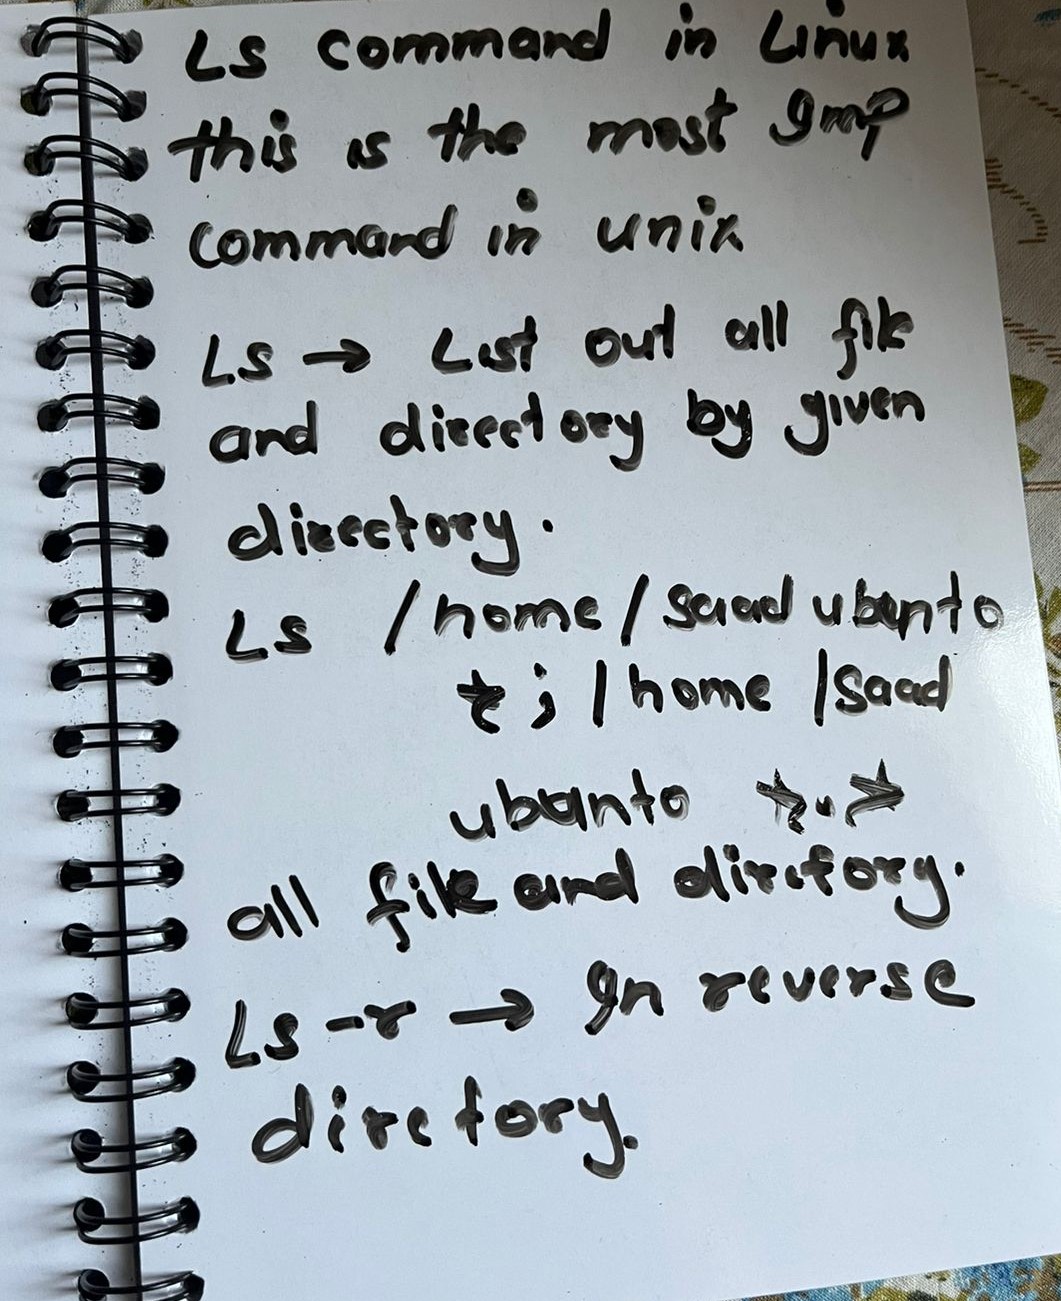 Ls command in Linux
this is the most Imp
command in unix
Ls → List out all file
and directory by given
directory.
Ls /home/saad ubanto
; /home /saad
ubanto *.*
all file and directory.
Ls -r → In reverse
directory.